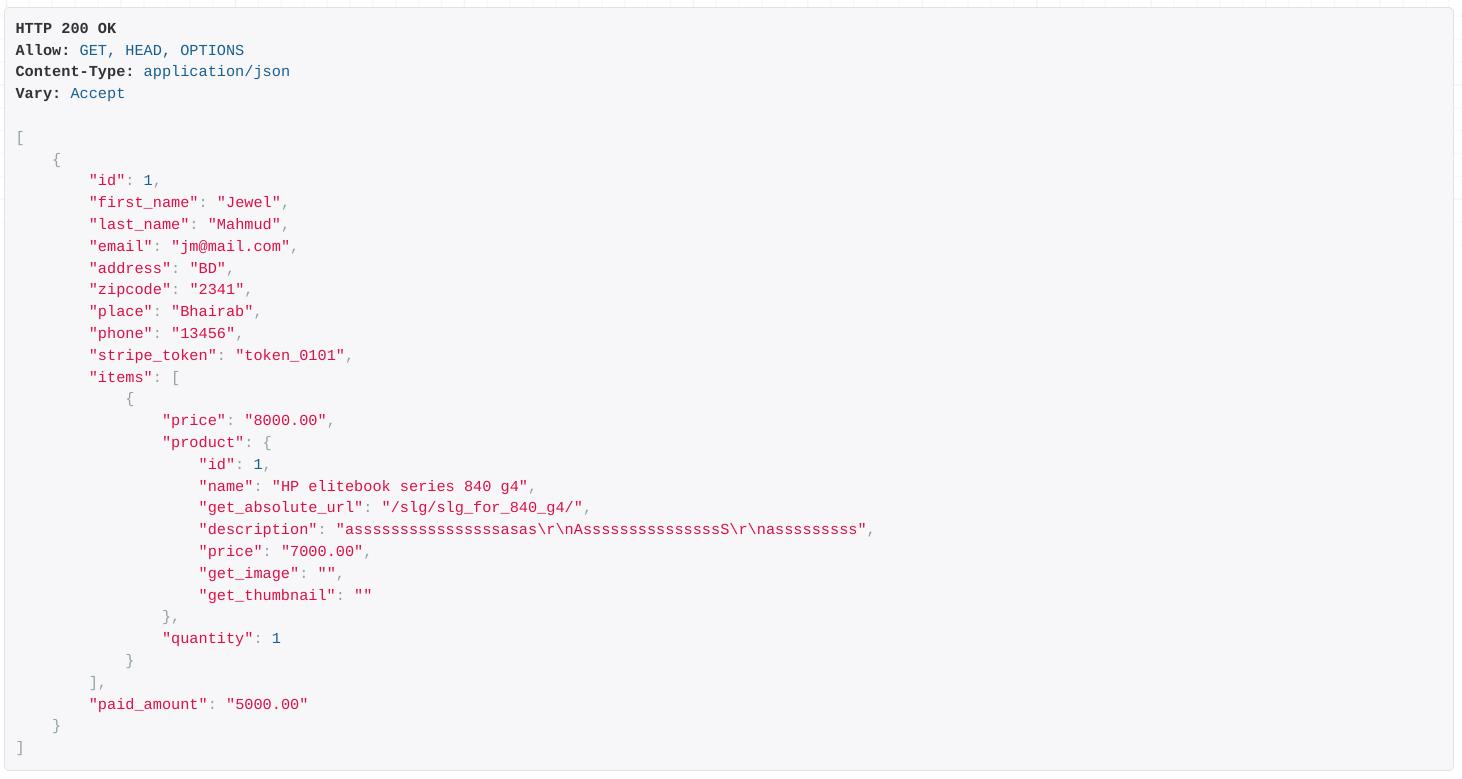 HTTP 200 OK
Allow: GET, HEAD, OPTIONS
Content-Type: application/json
Vary: Accept

[
    {
        "id": 1,
        "first_name": "Jewel",
        "last_name": "Mahmud",
        "email": "jm@mail.com",
        "address": "BD",
        "zipcode": "2341",
        "place": "Bhairab",
        "phone": "13456",
        "stripe_token": "token_0101",
        "items": [
            {
                "price": "8000.00",
                "product": {
                    "id": 1,
                    "name": "HP elitebook series 840 g4",
                    "get_absolute_url": "/slg/slg_for_840_g4/",
                    "description": "assssssssssssssssasas\r\nAsssssssssssssssS\r\nasssssssss",
                    "price": "7000.00",
                    "get_image": "",
                    "get_thumbnail": ""
                },
                "quantity": 1
            }
        ],
        "paid_amount": "5000.00"
    }
]